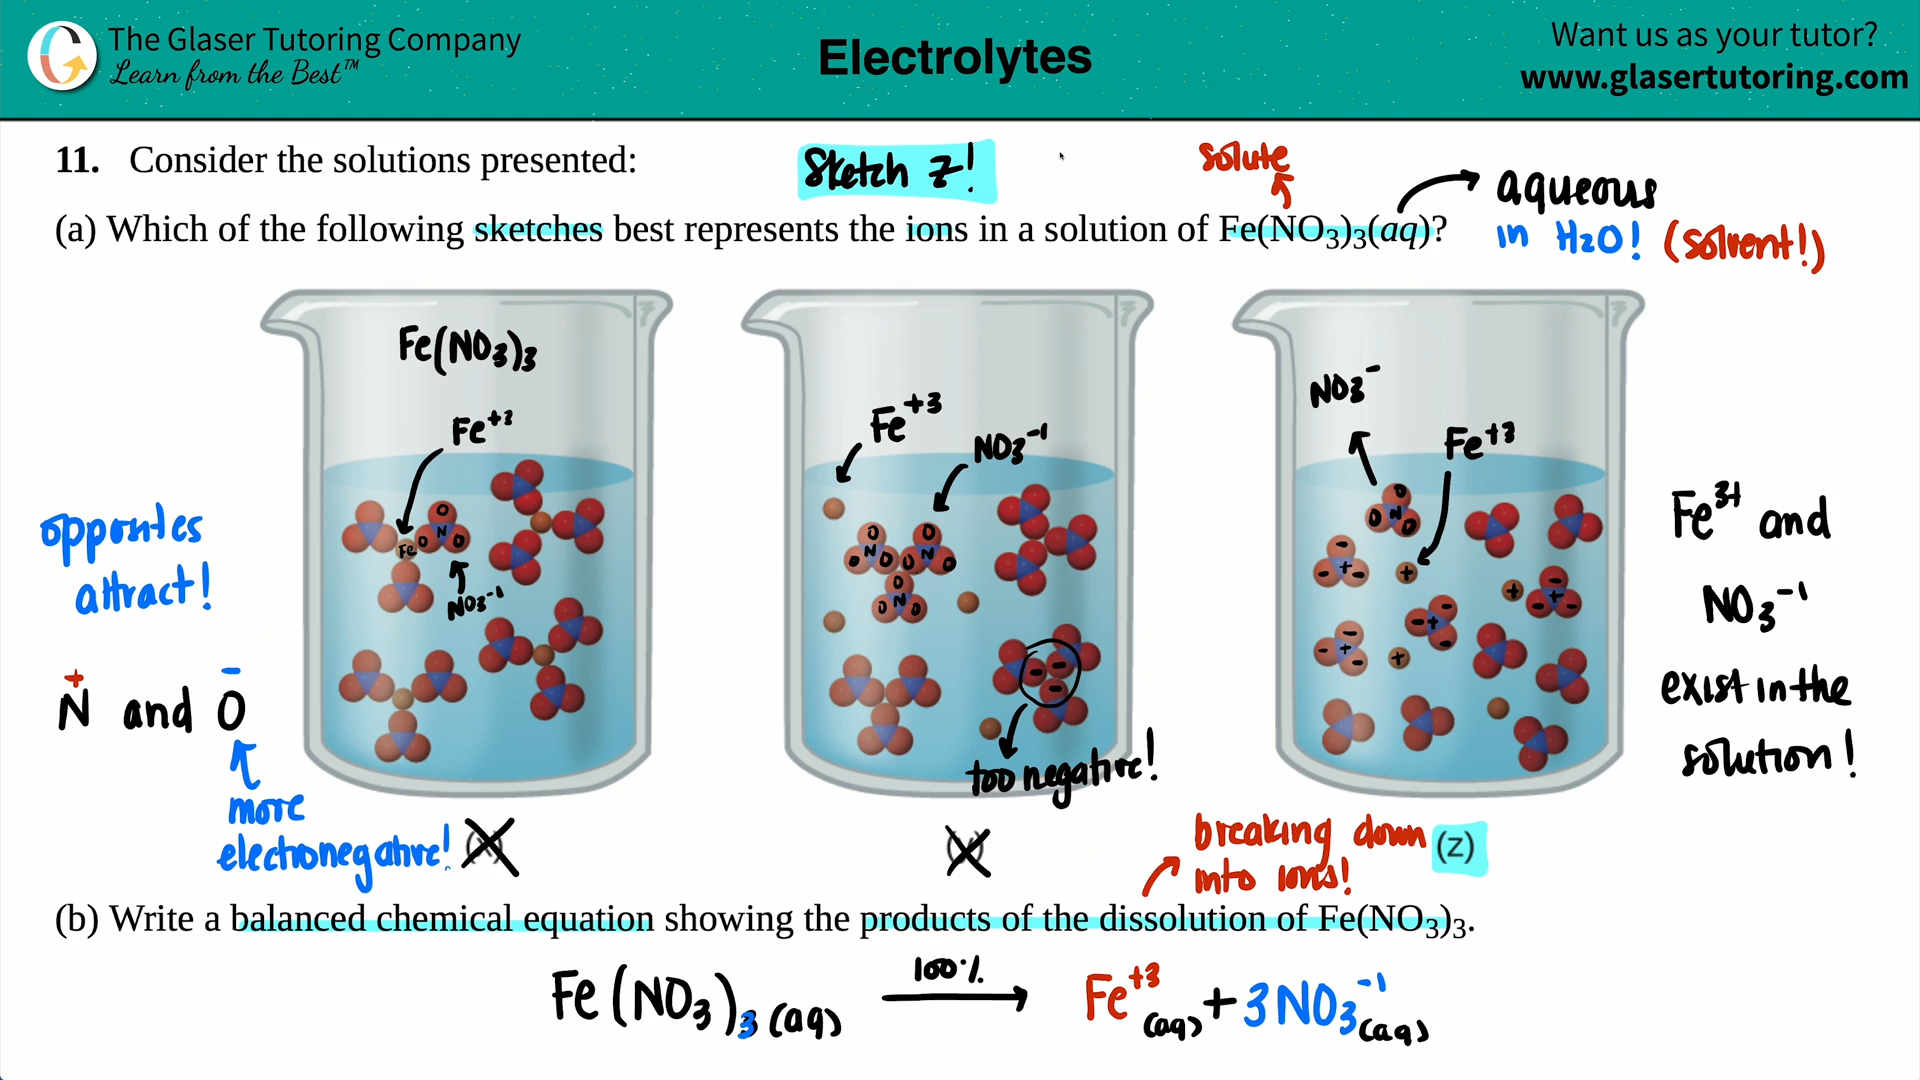 The Glaser Tutoring Company
Learn from the Best™
Electrolytes
Want us as your tutor?
www.glasertutoring.com
11. Consider the solutions presented:
Sketch Z!
solute
aqueous
in H₂O! (solvent!)
(a) Which of the following sketches best represents the ions in a solution of Fe(NO₃)₃(aq)?
Fe(NO₃)₃
Fe⁺³
Fe
O
N
O
O
NO₃⁻¹
opposites
attract!
+ −
N and O
more
electronegative!
Fe⁺³
NO₃⁻¹
O
N
O O
O
N
O O
O
N
O O
− −
−
too negative!
NO₃⁻
Fe⁺³
O
O N O
−
− + −
+
+
−
− + −
−
− + −
−
− + −
+
Fe³⁺ and
NO₃⁻¹
exist in the
solution!
(z)
breaking down
into ions!
(b) Write a balanced chemical equation showing the products of the dissolution of Fe(NO₃)₃.
Fe(NO₃)₃(aq) 100% → Fe⁺³(aq) + 3NO₃⁻¹(aq)